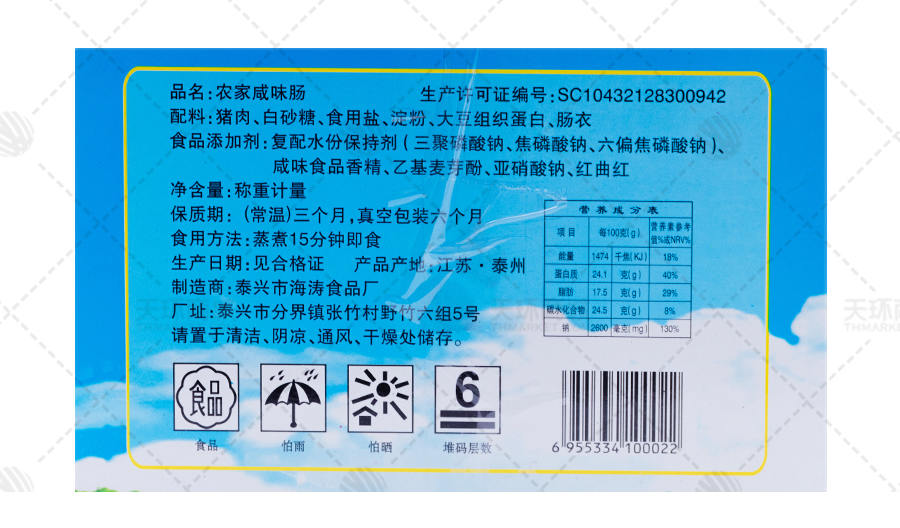 品名:农家咸味肠 生产许可证编号:SC10432128300942
配料:猪肉、白砂糖、食用盐、淀粉、大豆组织蛋白、肠衣
食品添加剂:复配水份保持剂(三聚磷酸钠、焦磷酸钠、六偏焦磷酸钠)、
咸味食品香精、乙基麦芽酚、亚硝酸钠、红曲红
净含量:称重计量
保质期:(常温)三个月,真空包装六个月
食用方法:蒸煮15分钟即食
生产日期:见合格证 产品产地:江苏·泰州
制造商:泰兴市海涛食品厂
厂址:泰兴市分界镇张竹村野竹六组5号
请置于清洁、阴凉、通风、干燥处储存。
营养成分表
项目 每100克(g) 营养素参考值%或NRV%
能量 1474 千焦(KJ) 18%
蛋白质 24.1 克(g) 40%
脂肪 17.5 克(g) 29%
碳水化合物 24.5 克(g) 8%
钠 2600 毫克(mg) 130%
食品
6
食品 怕雨 怕晒 堆码层数
6 955334 100022
天环
THMARKET